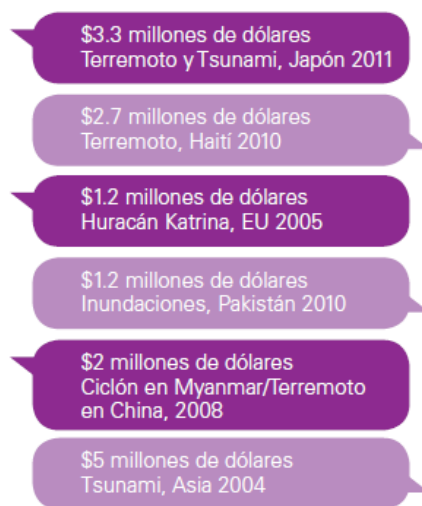 $3.3 millones de dólares
Terremoto y Tsunami, Japón 2011
$2.7 millones de dólares
Terremoto, Haití 2010
$1.2 millones de dólares
Huracán Katrina, EU 2005
$1.2 millones de dólares
Inundaciones, Pakistán 2010
$2 millones de dólares
Ciclón en Myanmar/Terremoto
en China, 2008
$5 millones de dólares
Tsunami, Asia 2004